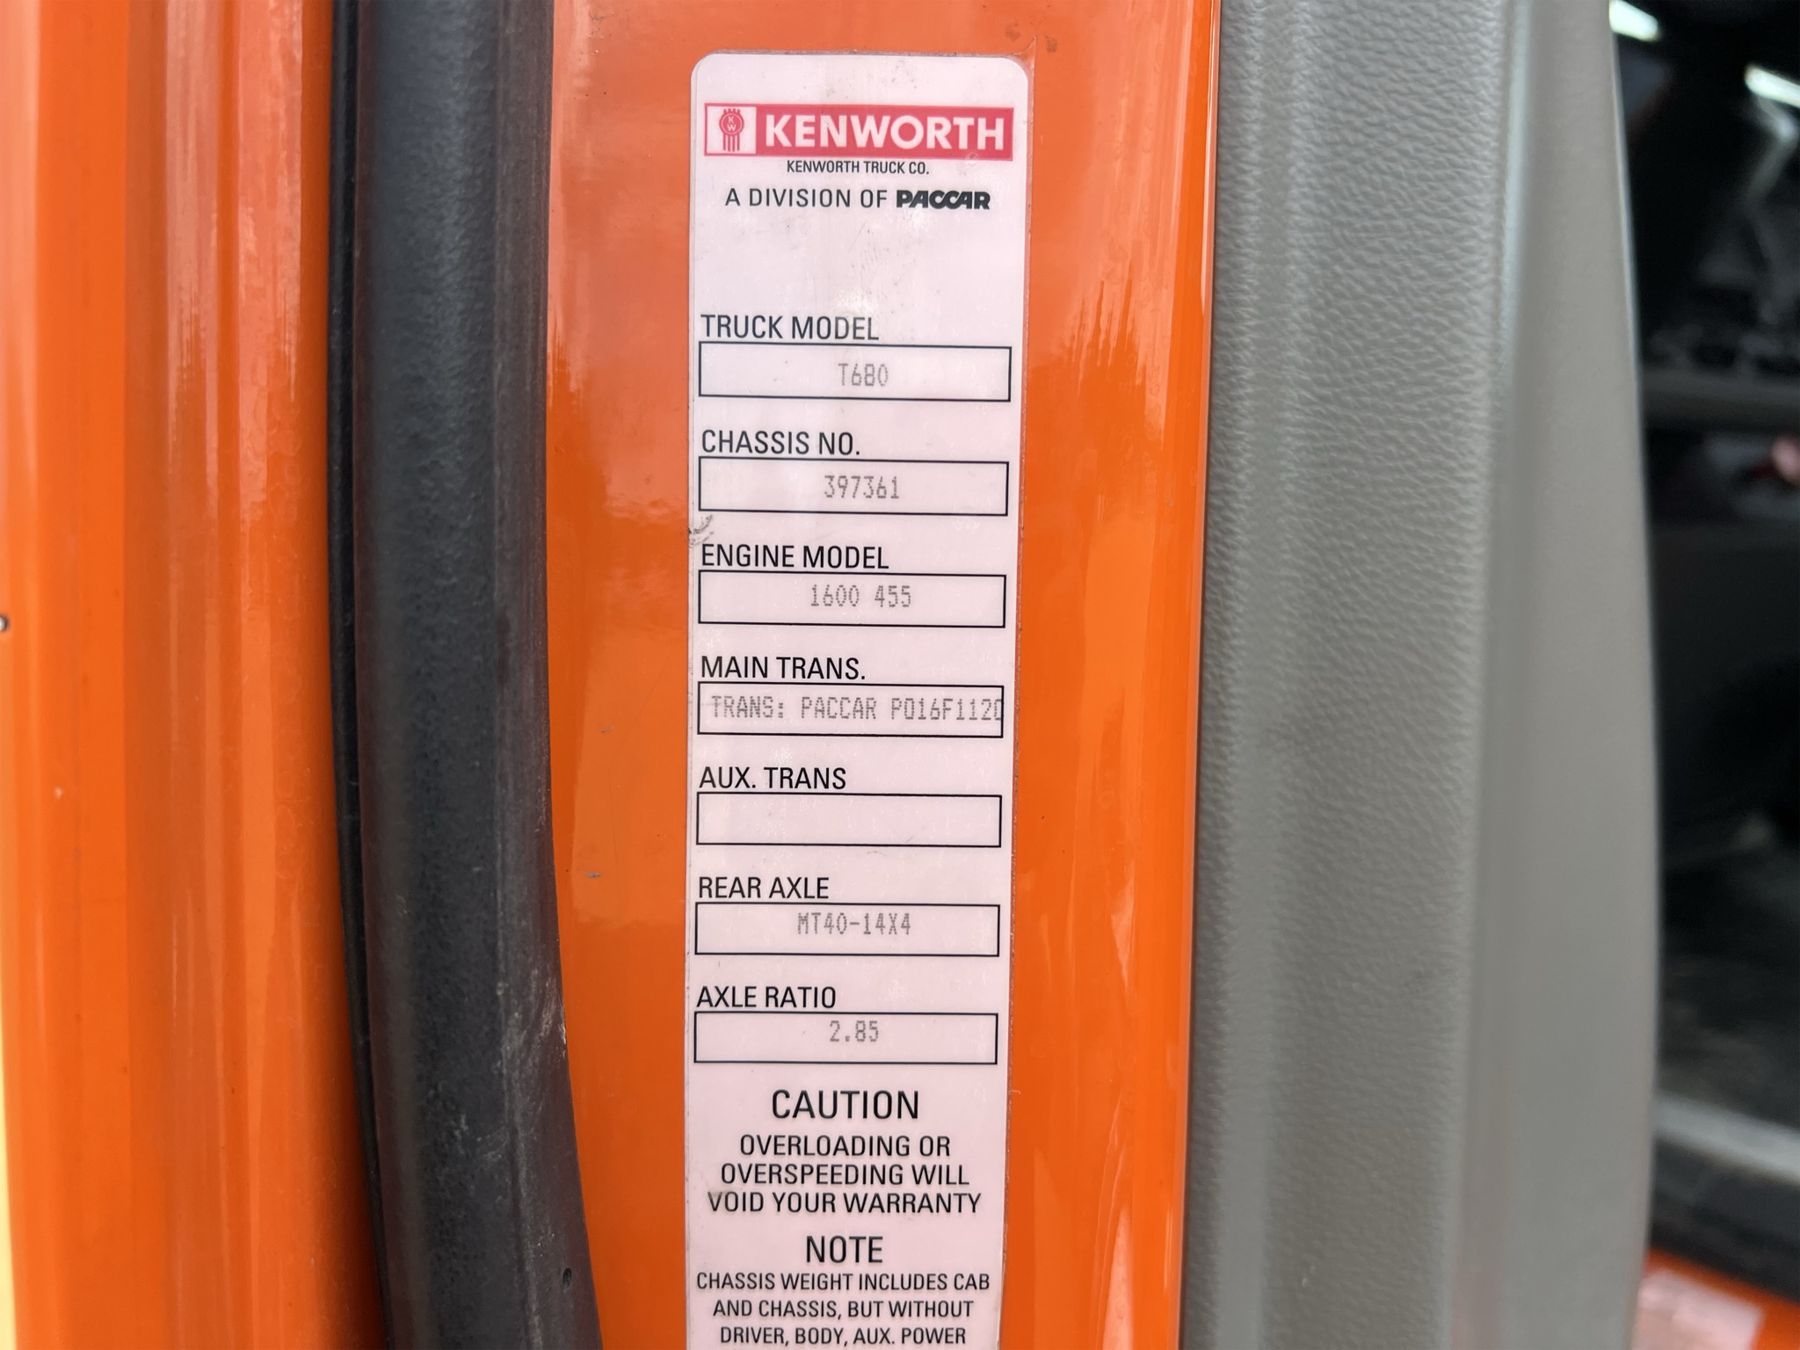 KW KENWORTH
KENWORTH TRUCK CO.
A DIVISION OF PACCAR
TRUCK MODEL
T680
CHASSIS NO.
397361
ENGINE MODEL
1600 455
MAIN TRANS.
TRANS: PACCAR PO16F112C
AUX. TRANS
REAR AXLE
MT40-14X4
AXLE RATIO
2.85
CAUTION
OVERLOADING OR
OVERSPEEDING WILL
VOID YOUR WARRANTY
NOTE
CHASSIS WEIGHT INCLUDES CAB
AND CHASSIS, BUT WITHOUT
DRIVER, BODY, AUX. POWER